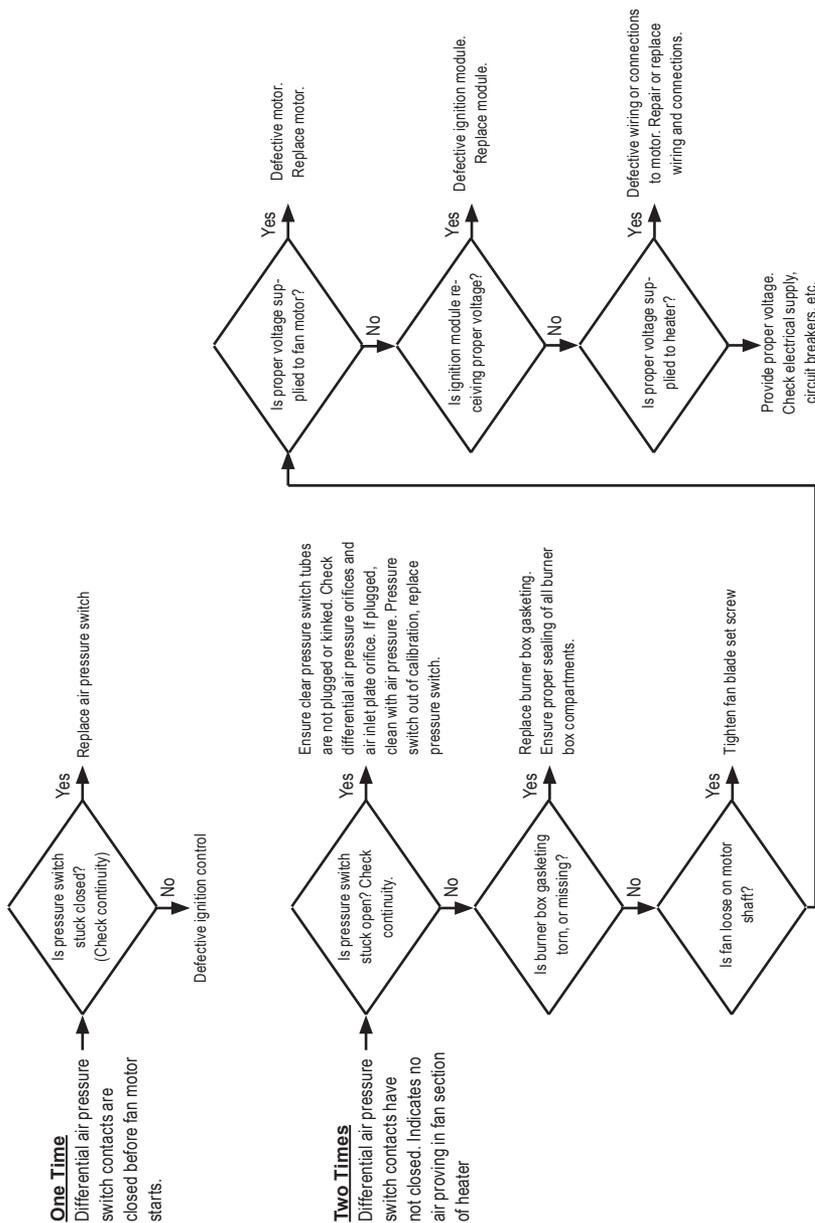 One Time
Differential air pressure
switch contacts are
closed before fan motor
starts.
Is pressure switch
stuck closed?
(Check continuity)
Yes
Replace air pressure switch
No
Defective ignition control
Two Times
Differential air pressure
switch contacts have
not closed. Indicates no
air proving in fan section
of heater
Is pressure switch
stuck open? Check
continuity.
Yes
Ensure clear pressure switch tubes
are not plugged or kinked. Check
differential air pressure orifices and
air inlet plate orifice. If plugged,
clean with air pressure. Pressure
switch out of calibration, replace
pressure switch.
No
Is burner box gasketing
torn, or missing?
Yes
Replace burner box gasketing.
Ensure proper sealing of all burner
box compartments.
No
Is fan loose on motor
shaft?
Yes
Tighten fan blade set screw
Is proper voltage sup-
plied to fan motor?
Yes
Defective motor.
Replace motor.
No
Is ignition module re-
ceiving proper voltage?
Yes
Defective ignition module.
Replace module.
No
Is proper voltage sup-
plied to heater?
Yes
Defective wiring or connections
to motor. Repair or replace
wiring and connections.
Provide proper voltage.
Check electrical supply,
circuit breakers, etc.